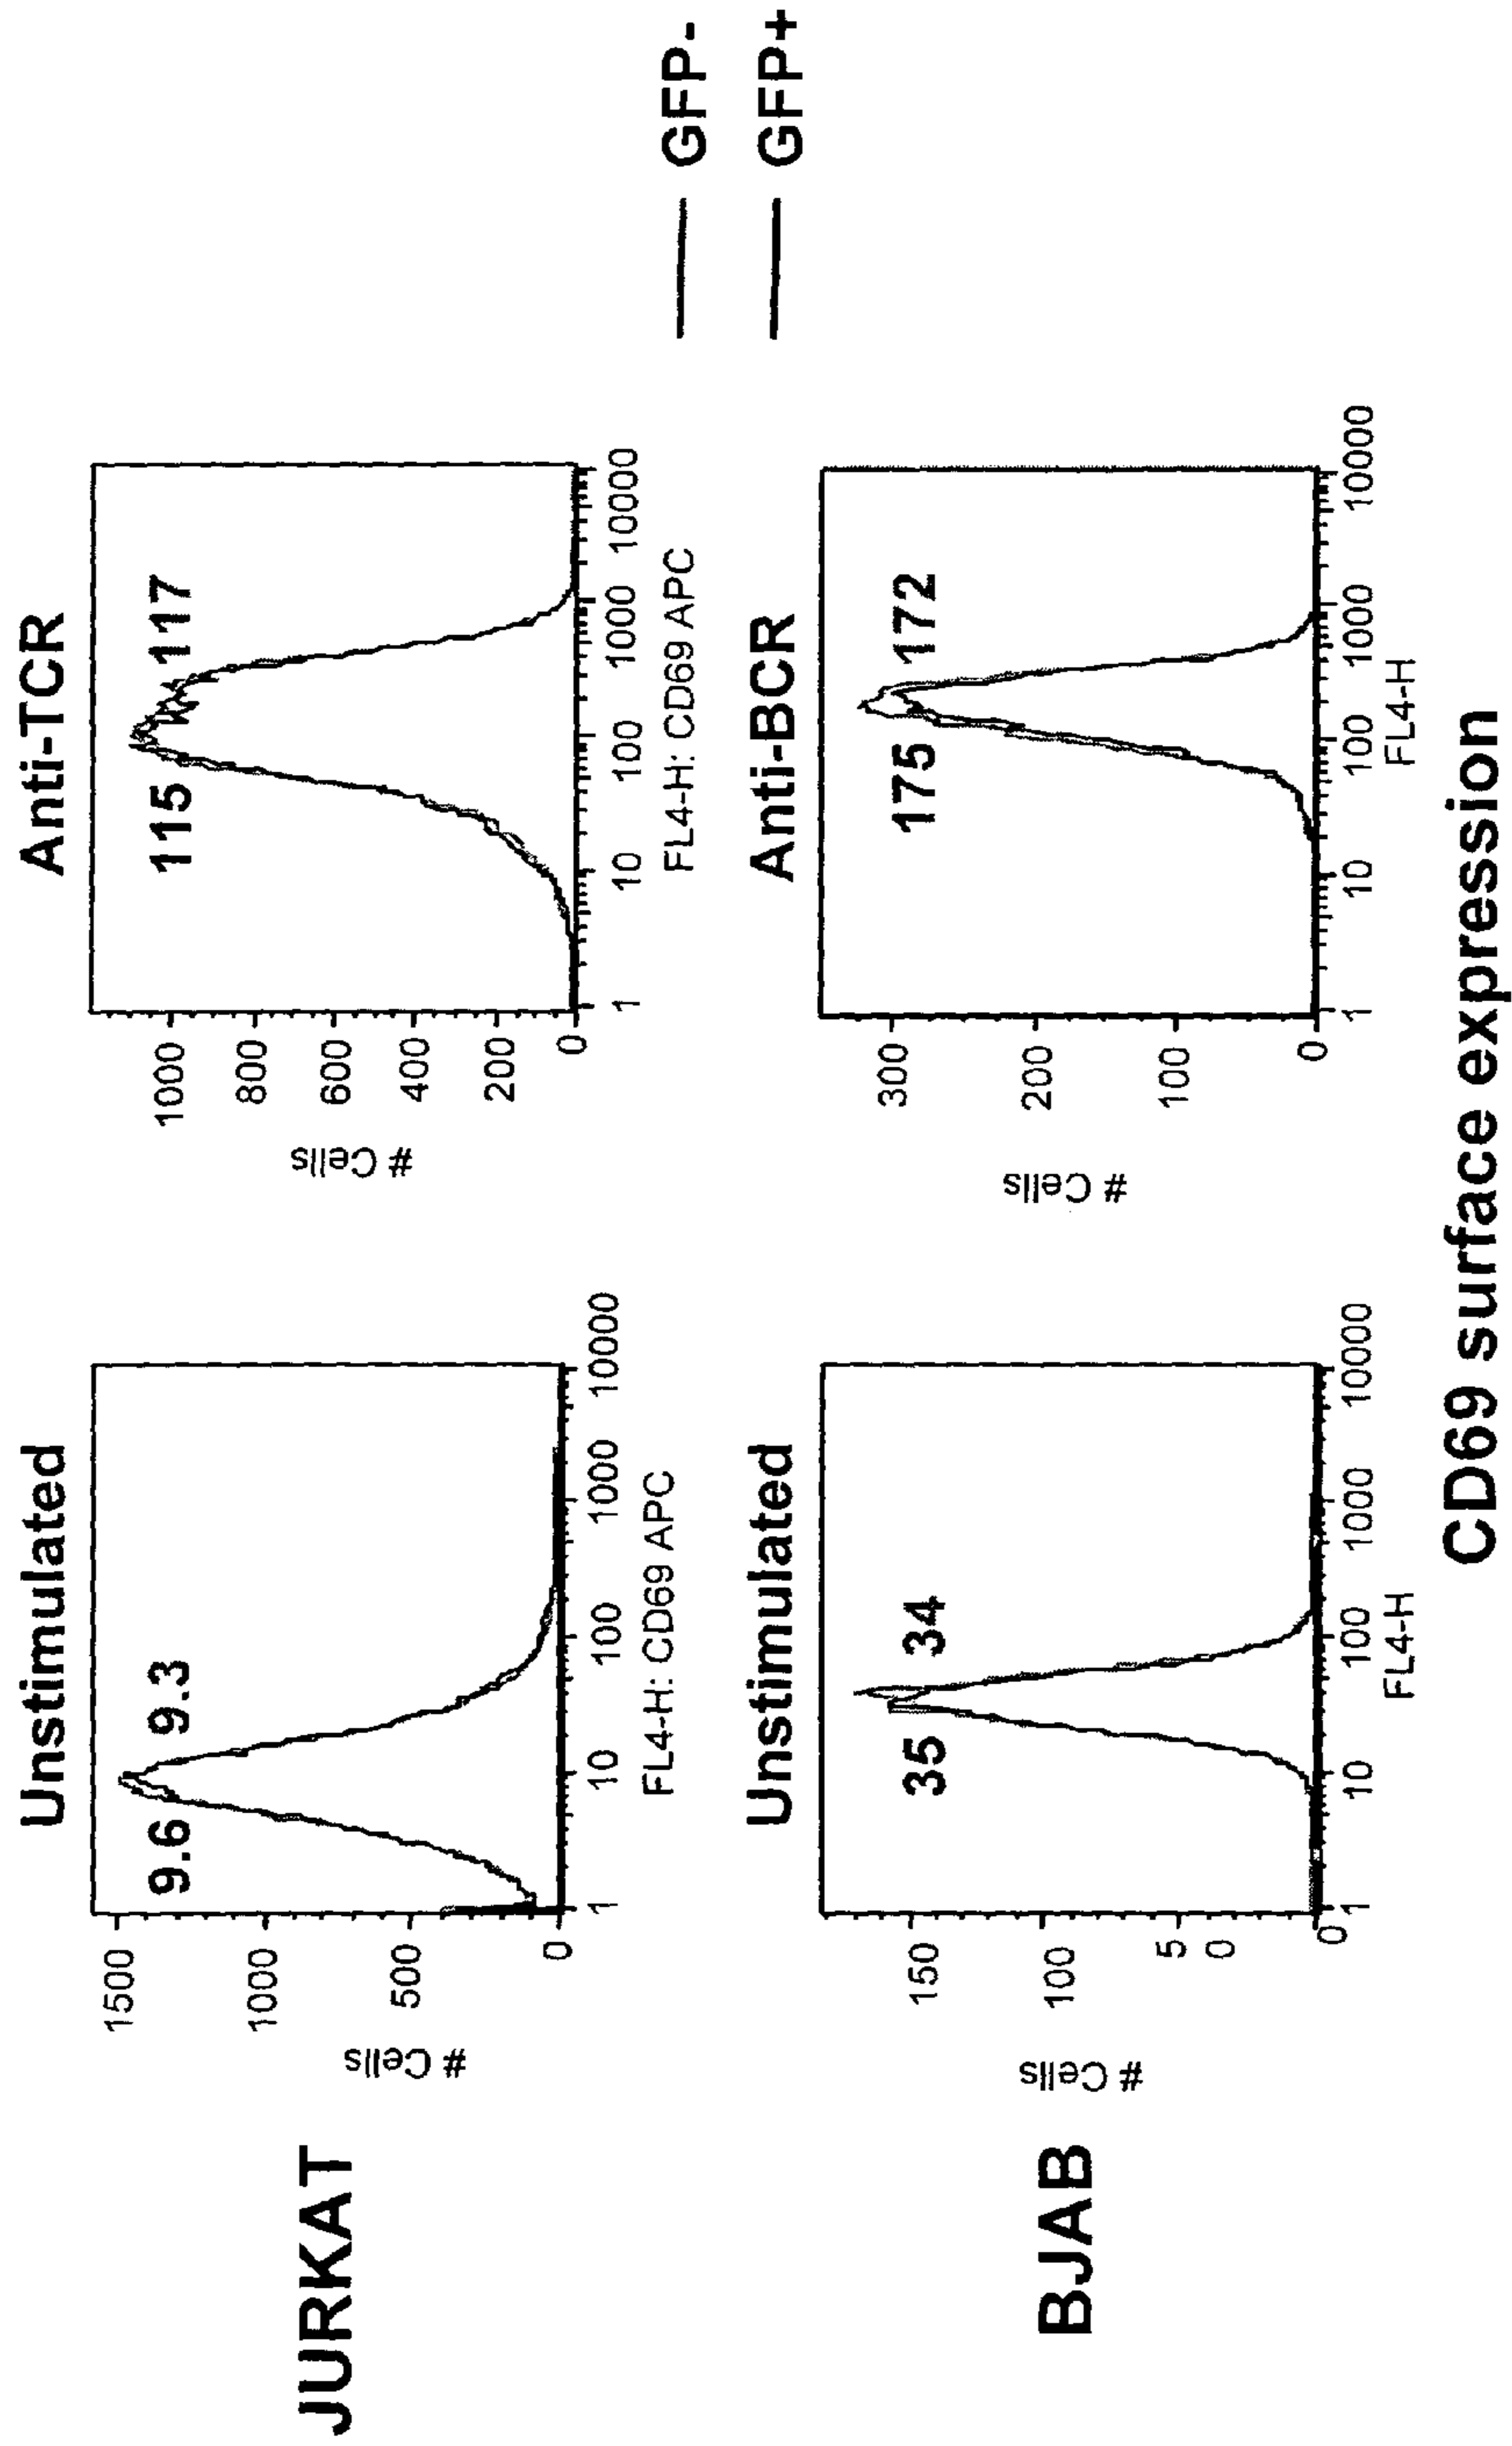 Unstimulated
Anti-TCR
JURKAT
# Cells
1500
1000
500
0
9.6 9.3
1 10 100 1000 10000
FL4-H: CD69 APC
# Cells
1000
800
600
400
200
0
115 117
1 10 100 1000 10000
FL4-H: CD69 APC
GFP-
GFP+
Unstimulated
Anti-BCR
BJAB
# Cells
150
100
5 0
0
35 34
1 10 100 1000 10000
FL4-H
# Cells
300
200
100
0
175 172
1 10 100 1000 10000
FL4-H
CD69 surface expression